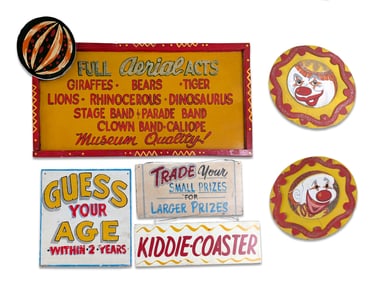 FULL Aerial ACTS
GIRAFFES - BEARS - TIGER
LIONS - RHINOCEROUS - DINOSAURUS
STAGE BAND - PARADE BAND
CLOWN BAND - CALIOPE
Museum Quality!
GUESS
YOUR
AGE
·WITHIN·2·YEARS
TRADE Your
SMALL PRIZES
FOR
LARGER PRIZES
KIDDIE-COASTER